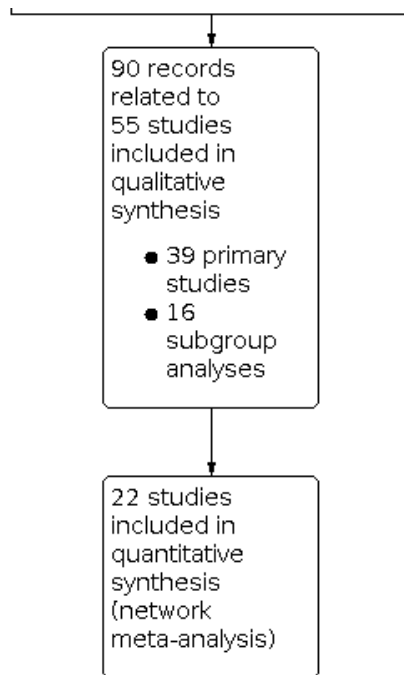 90 records
related to
55 studies
included in
qualitative
synthesis
● 39 primary
studies
● 16
subgroup
analyses
22 studies
included in
quantitative
synthesis
(network
meta-analysis)